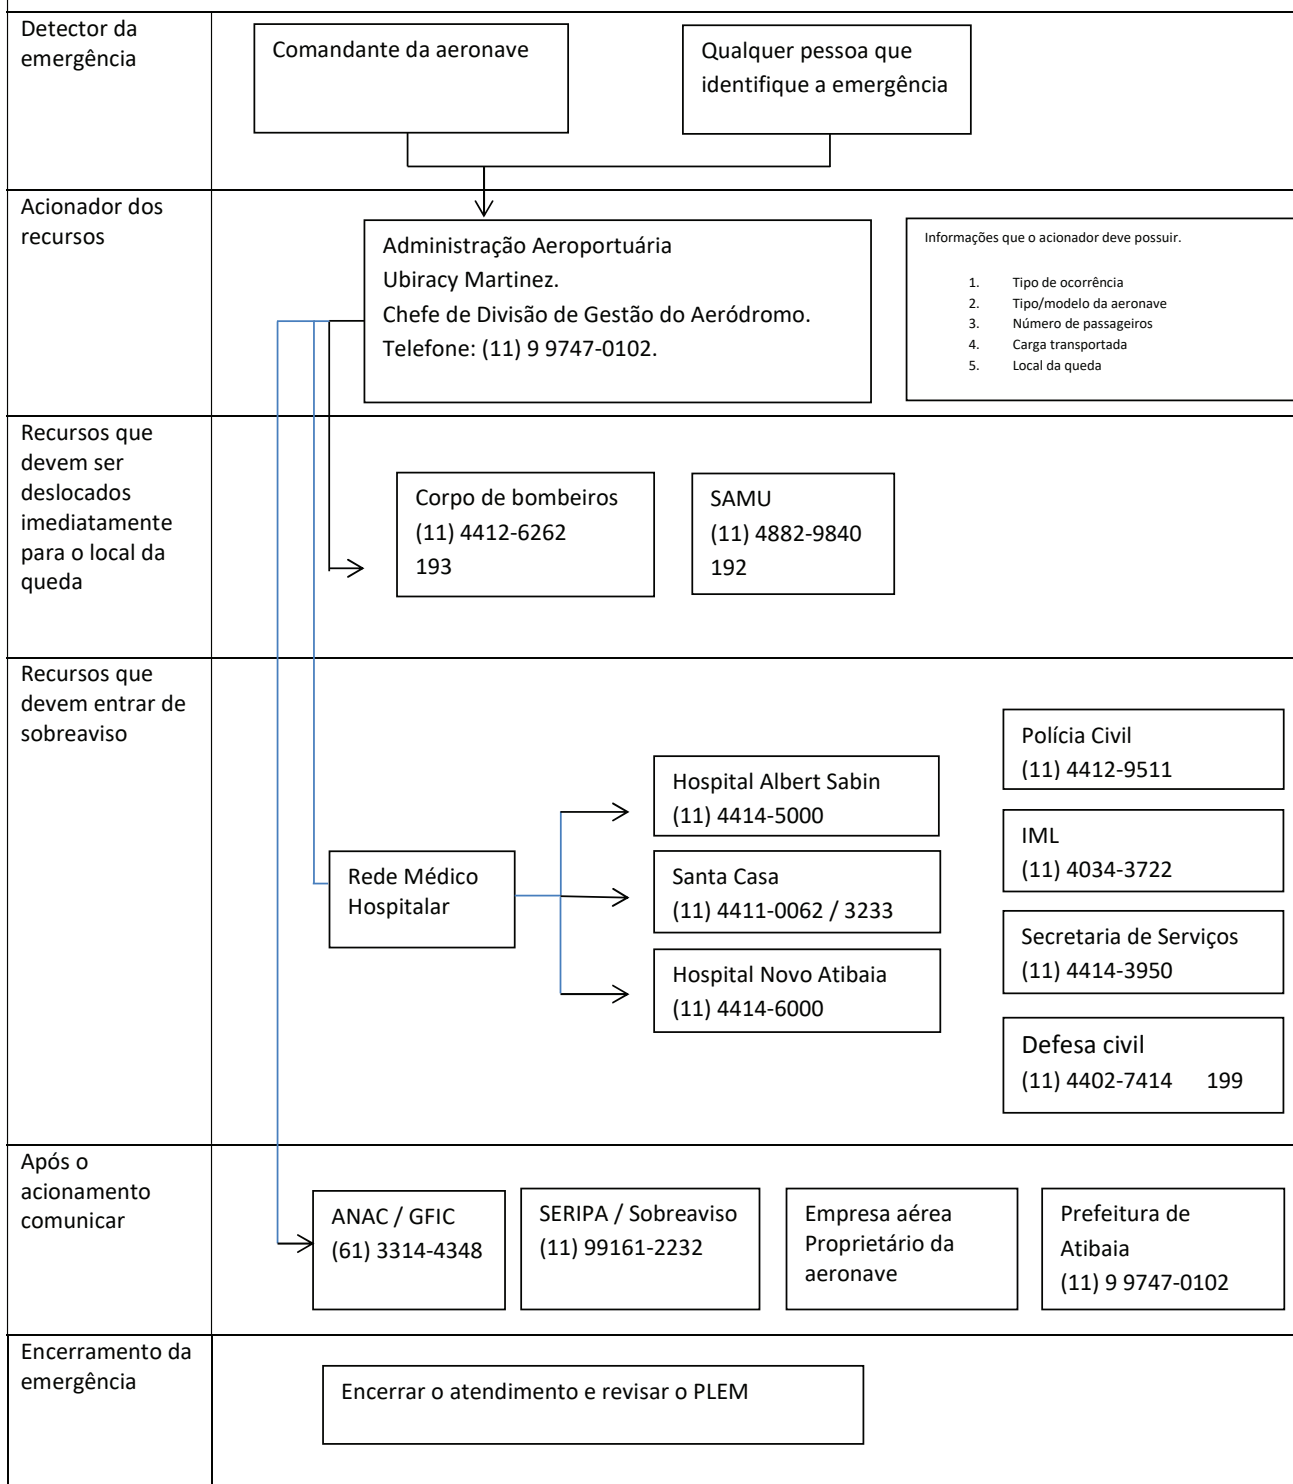 Detector da
emergência
Comandante da aeronave
Qualquer pessoa que
identifique a emergência
Acionador dos
recursos
Administração Aeroportuária
Ubiracy Martinez.
Chefe de Divisão de Gestão do Aeródromo.
Telefone: (11) 9 9747-0102.
Informações que o acionador deve possuir.
1. Tipo de ocorrência
2. Tipo/modelo da aeronave
3. Número de passageiros
4. Carga transportada
5. Local da queda
Recursos que
devem ser
deslocados
imediatamente
para o local da
queda
Corpo de bombeiros
(11) 4412-6262
193
SAMU
(11) 4882-9840
192
Recursos que
devem entrar de
sobreaviso
Rede Médico
Hospitalar
Hospital Albert Sabin
(11) 4414-5000
Santa Casa
(11) 4411-0062 / 3233
Hospital Novo Atibaia
(11) 4414-6000
Polícia Civil
(11) 4412-9511
IML
(11) 4034-3722
Secretaria de Serviços
(11) 4414-3950
Defesa civil
(11) 4402-7414 199
Após o
acionamento
comunicar
ANAC / GFIC
(61) 3314-4348
SERIPA / Sobreaviso
(11) 99161-2232
Empresa aérea
Proprietário da
aeronave
Prefeitura de
Atibaia
(11) 9 9747-0102
Encerramento da
emergência
Encerrar o atendimento e revisar o PLEM